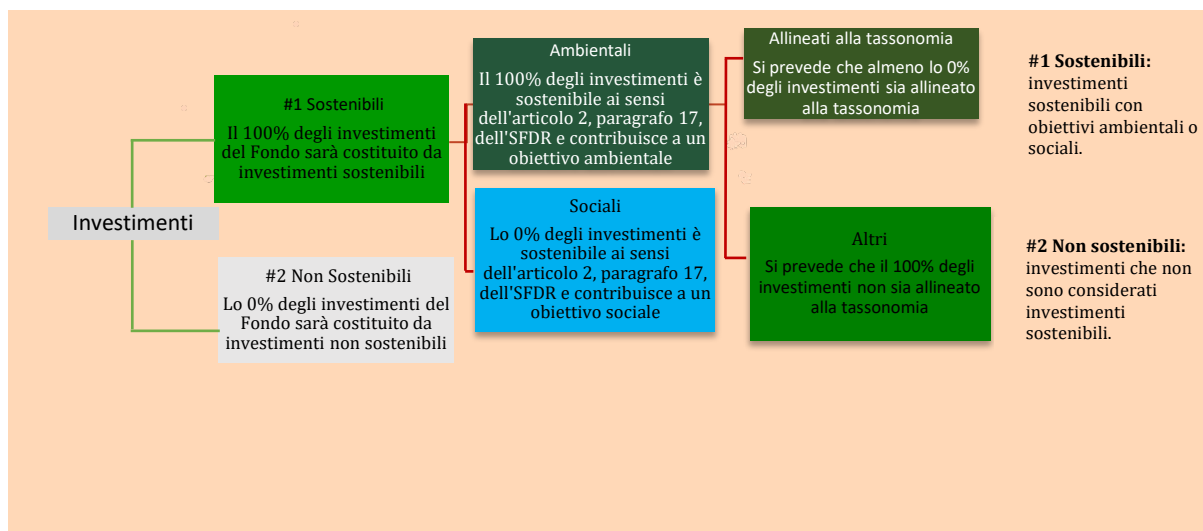 Investimenti
#1 Sostenibili
Il 100% degli investimenti
del Fondo sarà costituito da
investimenti sostenibili
#2 Non Sostenibili
Lo 0% degli investimenti del
Fondo sarà costituito da
investimenti non sostenibili
Ambientali
Il 100% degli investimenti è
sostenibile ai sensi
dell'articolo 2, paragrafo 17,
dell'SFDR e contribuisce a un
obiettivo ambientale
Sociali
Lo 0% degli investimenti è
sostenibile ai sensi
dell'articolo 2, paragrafo 17,
dell'SFDR e contribuisce a un
obiettivo sociale
Allineati alla tassonomia
Si prevede che almeno lo 0%
degli investimenti sia allineato
alla tassonomia
Altri
Si prevede che il 100% degli
investimenti non sia allineato
alla tassonomia
#1 Sostenibili:
investimenti
sostenibili con
obiettivi ambientali o
sociali.
#2 Non sostenibili:
investimenti che non
sono considerati
investimenti
sostenibili.